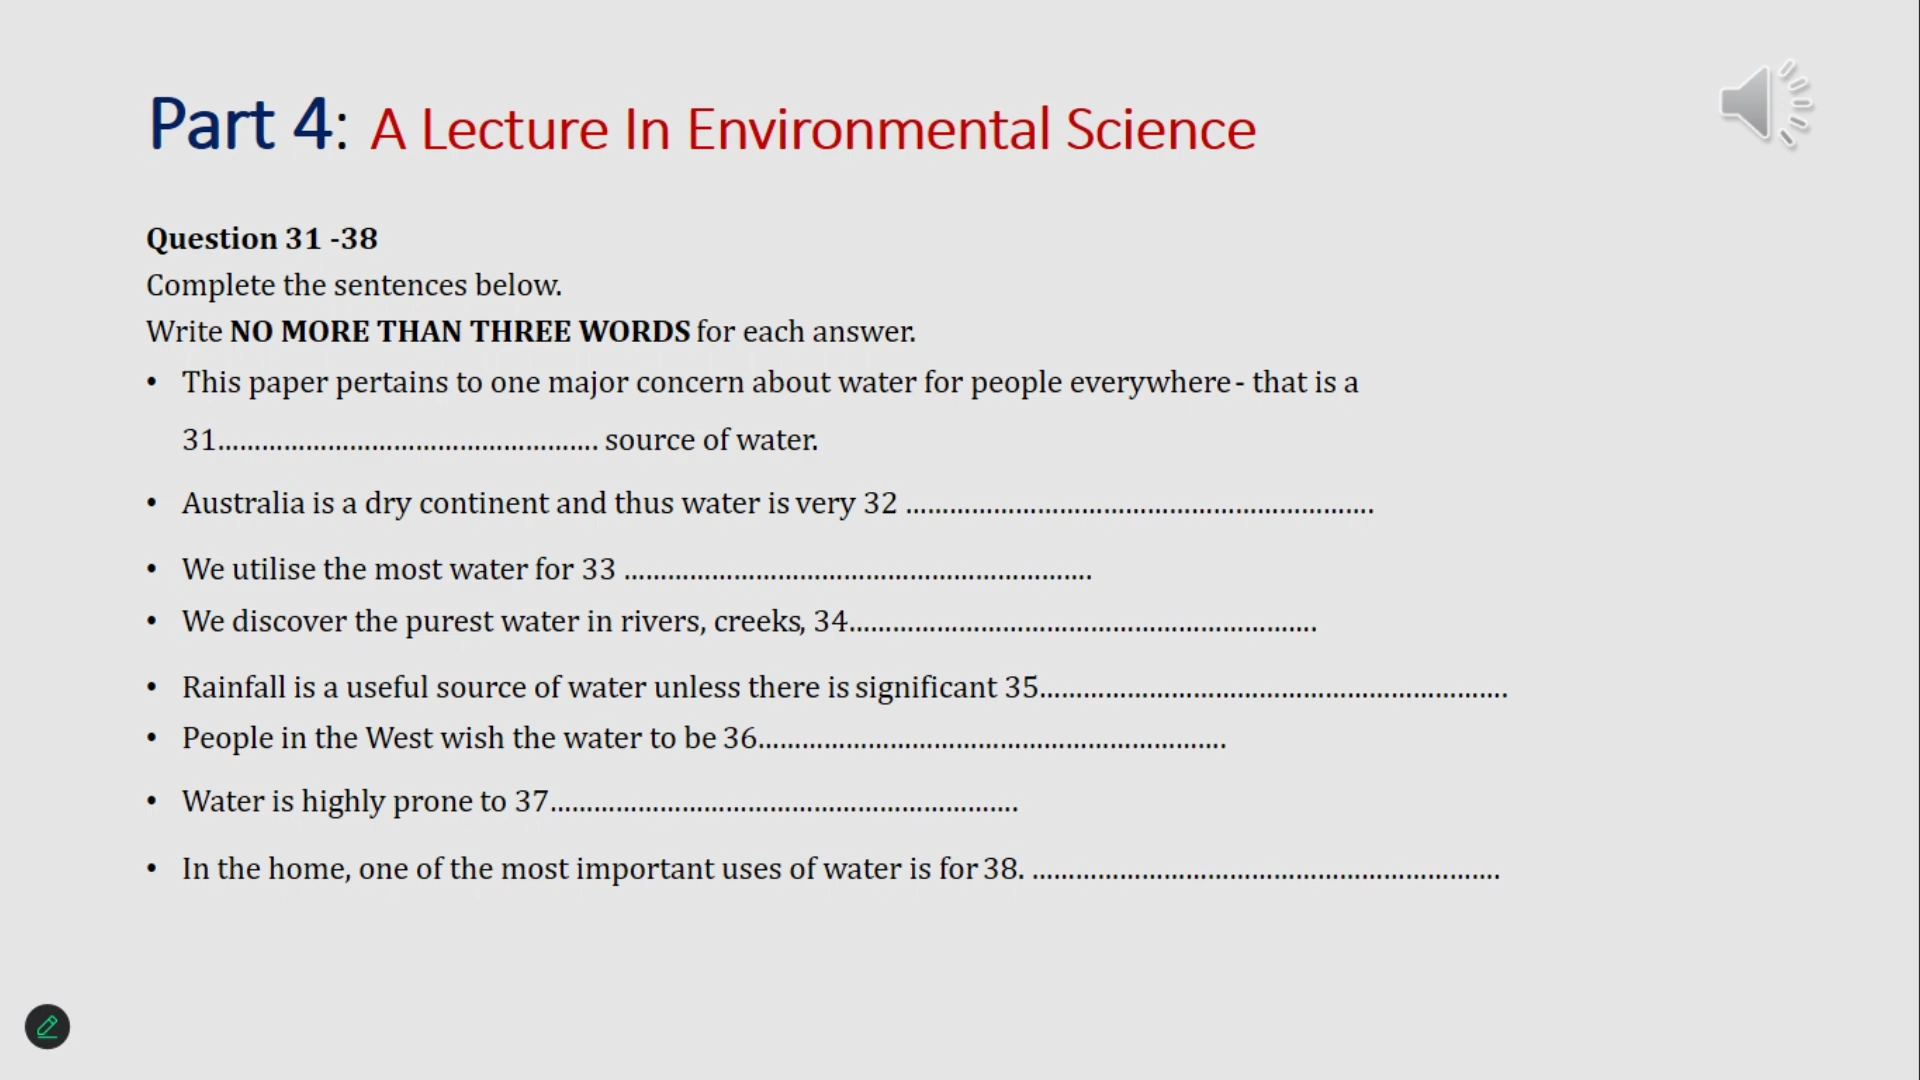 Part 4: A Lecture In Environmental Science
Question 31 -38
Complete the sentences below.
Write NO MORE THAN THREE WORDS for each answer.
• This paper pertains to one major concern about water for people everywhere- that is a
31.................................................... source of water.
• Australia is a dry continent and thus water is very 32 ................................................................
• We utilise the most water for 33 ................................................................
• We discover the purest water in rivers, creeks, 34................................................................
• Rainfall is a useful source of water unless there is significant 35................................................................
• People in the West wish the water to be 36................................................................
• Water is highly prone to 37................................................................
• In the home, one of the most important uses of water is for 38. ................................................................